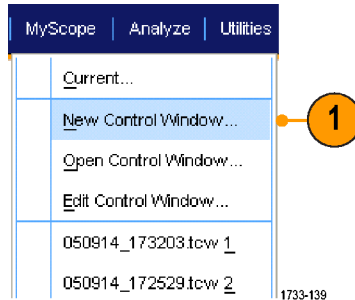 MyScope | Analyze | Utilities
Current...
New Control Window...
1
Open Control Window...
Edit Control Window...
050914_173203.tcw 1
050914_172529.tcw 2
1733-139